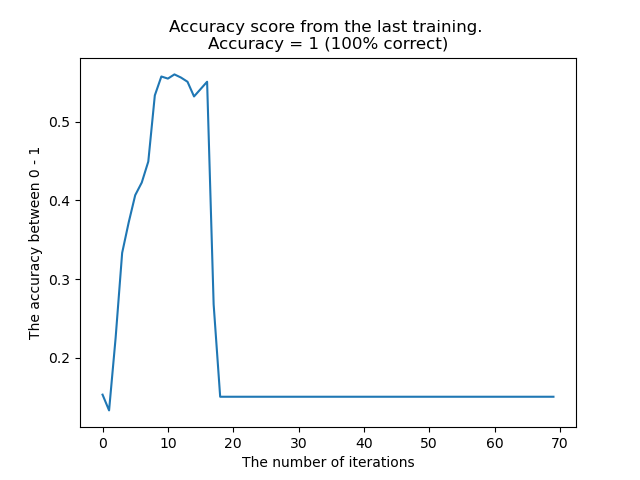 Accuracy score from the last training.
Accuracy = 1 (100% correct)
The accuracy between 0 - 1
0.5
0.4
0.3
0.2
0 10 20 30 40 50 60 70
The number of iterations